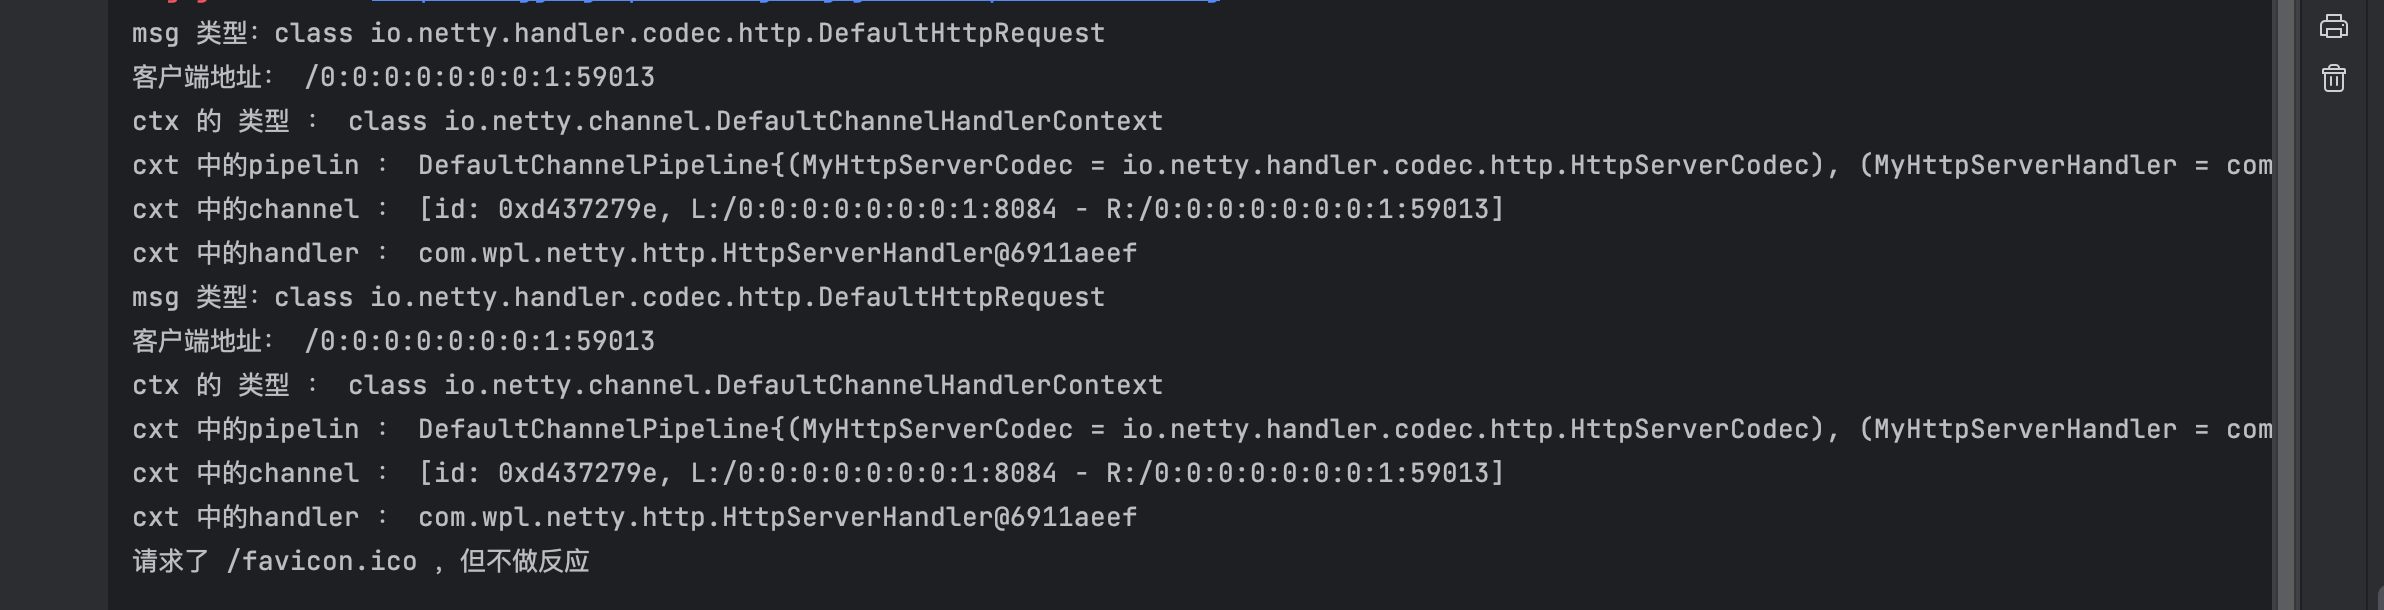 msg 类型：class io.netty.handler.codec.http.DefaultHttpRequest
客户端地址： /0:0:0:0:0:0:0:1:59013
ctx 的 类型 ： class io.netty.channel.DefaultChannelHandlerContext
cxt 中的pipelin ： DefaultChannelPipeline{(MyHttpServerCodec = io.netty.handler.codec.http.HttpServerCodec), (MyHttpServerHandler = com
cxt 中的channel ： [id: 0xd437279e, L:/0:0:0:0:0:0:0:1:8084 - R:/0:0:0:0:0:0:0:1:59013]
cxt 中的handler ： com.wpl.netty.http.HttpServerHandler@6911aeef
msg 类型：class io.netty.handler.codec.http.DefaultHttpRequest
客户端地址： /0:0:0:0:0:0:0:1:59013
ctx 的 类型 ： class io.netty.channel.DefaultChannelHandlerContext
cxt 中的pipelin ： DefaultChannelPipeline{(MyHttpServerCodec = io.netty.handler.codec.http.HttpServerCodec), (MyHttpServerHandler = com
cxt 中的channel ： [id: 0xd437279e, L:/0:0:0:0:0:0:0:1:8084 - R:/0:0:0:0:0:0:0:1:59013]
cxt 中的handler ： com.wpl.netty.http.HttpServerHandler@6911aeef
请求了 /favicon.ico ，但不做反应